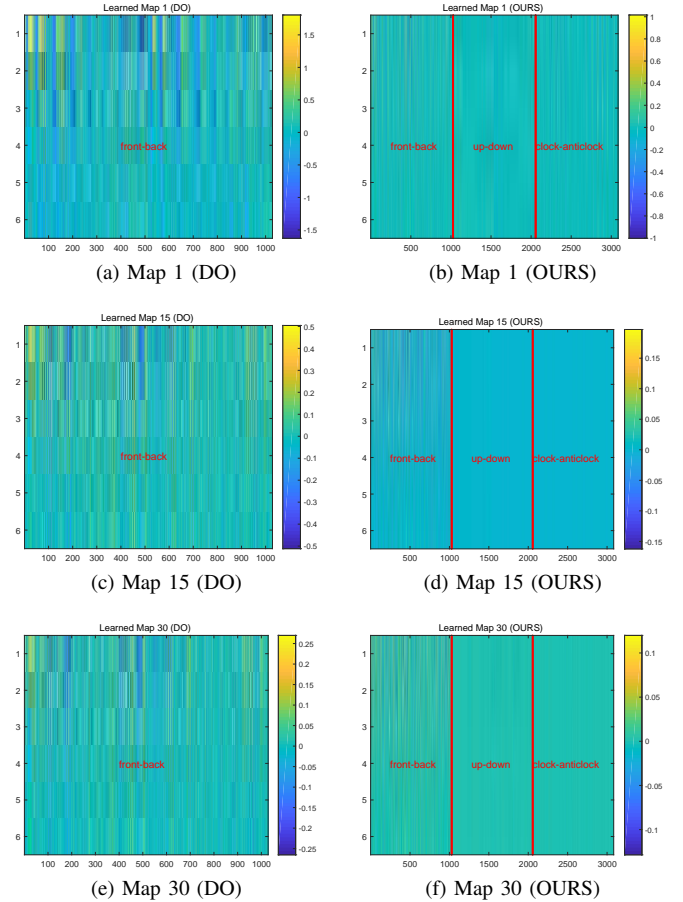 Learned Map 1 (DO)
1
2
3
4
5
6
front-back
100 200 300 400 500 600 700 800 900 1000
1.5
1
0.5
0
-0.5
-1
-1.5
(a) Map 1 (DO)
Learned Map 1 (OURS)
1
2
3
4
5
6
front-back
up-down
clock-anticlock
500 1000 1500 2000 2500 3000
1
0.8
0.6
0.4
0.2
0
-0.2
-0.4
-0.6
-0.8
-1
(b) Map 1 (OURS)
Learned Map 15 (DO)
1
2
3
4
5
6
front-back
100 200 300 400 500 600 700 800 900 1000
0.5
0.4
0.3
0.2
0.1
0
-0.1
-0.2
-0.3
-0.4
-0.5
(c) Map 15 (DO)
Learned Map 15 (OURS)
1
2
3
4
5
6
front-back
up-down
clock-anticlock
500 1000 1500 2000 2500 3000
0.15
0.1
0.05
0
-0.05
-0.1
-0.15
(d) Map 15 (OURS)
Learned Map 30 (DO)
1
2
3
4
5
6
front-back
100 200 300 400 500 600 700 800 900 1000
0.25
0.2
0.15
0.1
0.05
0
-0.05
-0.1
-0.15
-0.2
-0.25
(e) Map 30 (DO)
Learned Map 30 (OURS)
1
2
3
4
5
6
front-back
up-down
clock-anticlock
500 1000 1500 2000 2500 3000
0.1
0.05
0
-0.05
-0.1
(f) Map 30 (OURS)